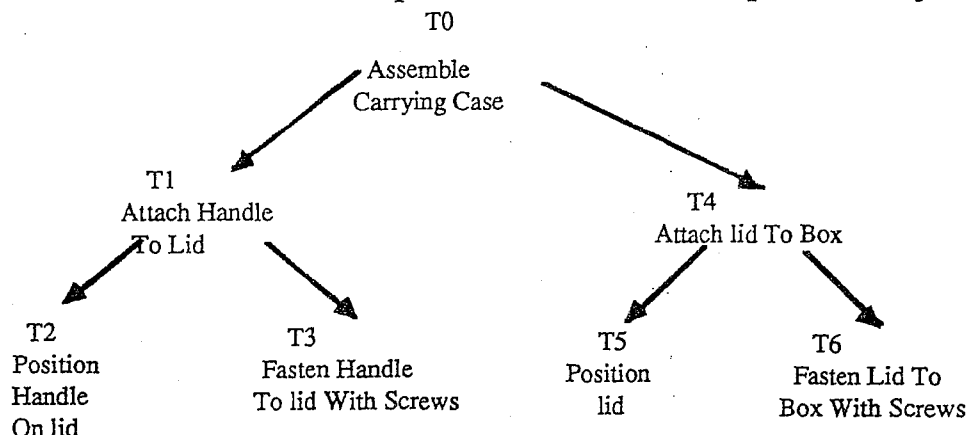 T0
Assemble
Carrying Case
T1
Attach Handle
To Lid
T4
Attach lid To Box
T2
Position
Handle
On lid
T3
Fasten Handle
To lid With Screws
T5
Position
lid
T6
Fasten Lid To
Box With Screws